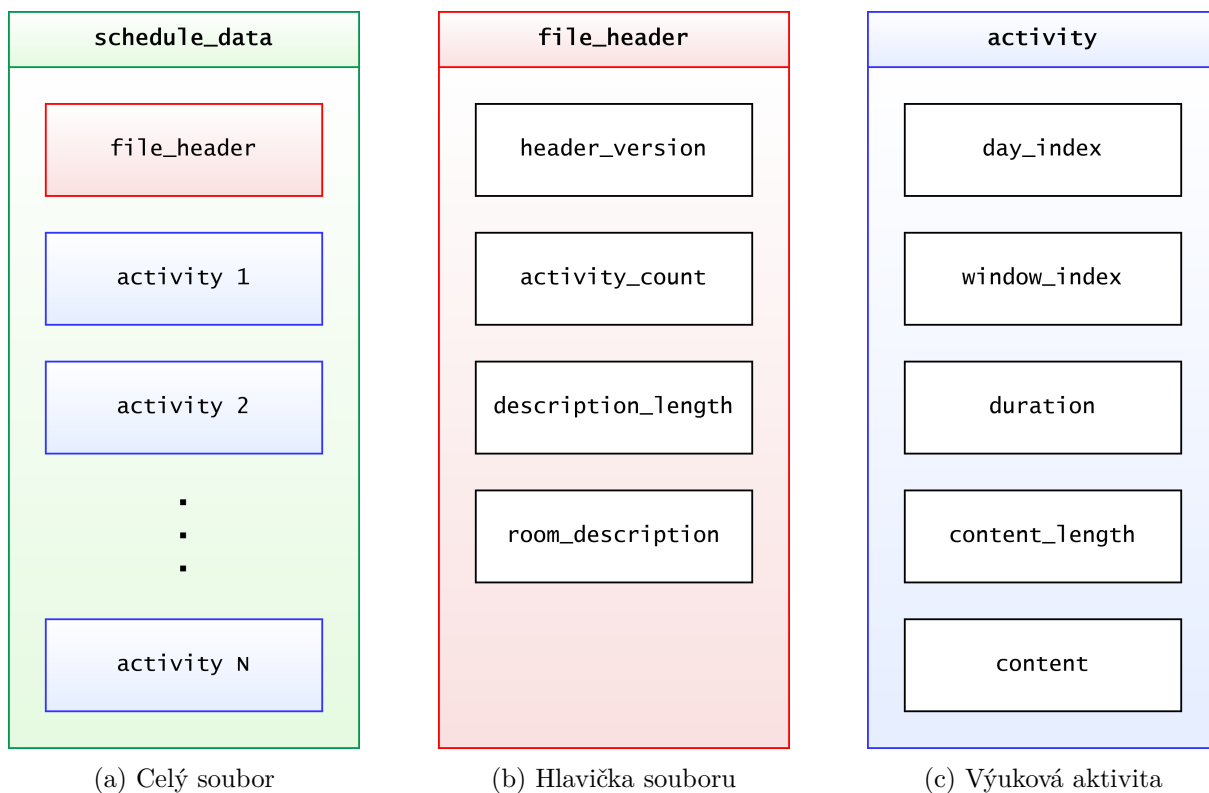 schedule_data
file_header
activity 1
activity 2
activity N
(a) Celý soubor
file_header
header_version
activity_count
description_length
room_description
(b) Hlavička souboru
activity
day_index
window_index
duration
content_length
content
(c) Výuková aktivita